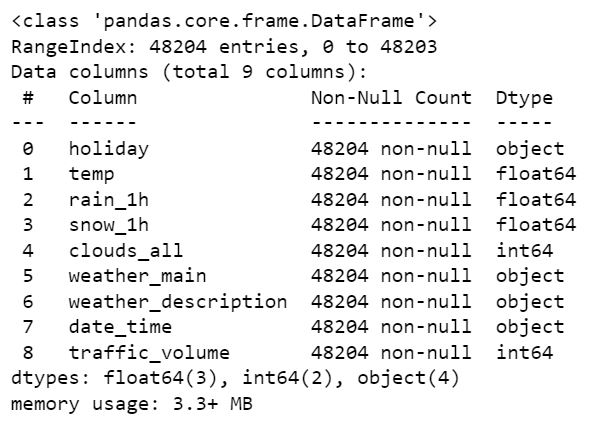 <class 'pandas.core.frame.DataFrame'>
RangeIndex: 48204 entries, 0 to 48203
Data columns (total 9 columns):
 #   Column               Non-Null Count  Dtype
---  ------               --------------  -----
 0   holiday              48204 non-null  object
 1   temp                 48204 non-null  float64
 2   rain_1h              48204 non-null  float64
 3   snow_1h              48204 non-null  float64
 4   clouds_all           48204 non-null  int64
 5   weather_main         48204 non-null  object
 6   weather_description  48204 non-null  object
 7   date_time            48204 non-null  object
 8   traffic_volume       48204 non-null  int64
dtypes: float64(3), int64(2), object(4)
memory usage: 3.3+ MB